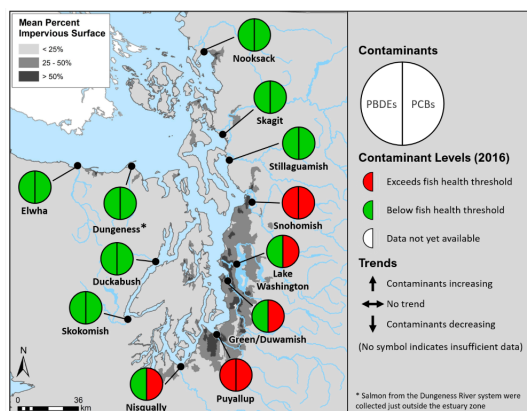 Mean Percent
Impervious Surface
< 25%
25 - 50%
> 50%
Nooksack
Skagit
Stillaguamish
Elwha
Dungeness*
Snohomish
Duckabush
Lake
Washington
Skokomish
Green/Duwamish
Nisqually
Puyallup
N
0
36
km
Contaminants
PBDEs
PCBs
Contaminant Levels (2016)
Exceeds fish health threshold
Below fish health threshold
Data not yet available
Trends
Contaminants increasing
No trend
Contaminants decreasing
(No symbol indicates insufficient data)
* Salmon from the Dungeness River system were
collected just outside the estuary zone